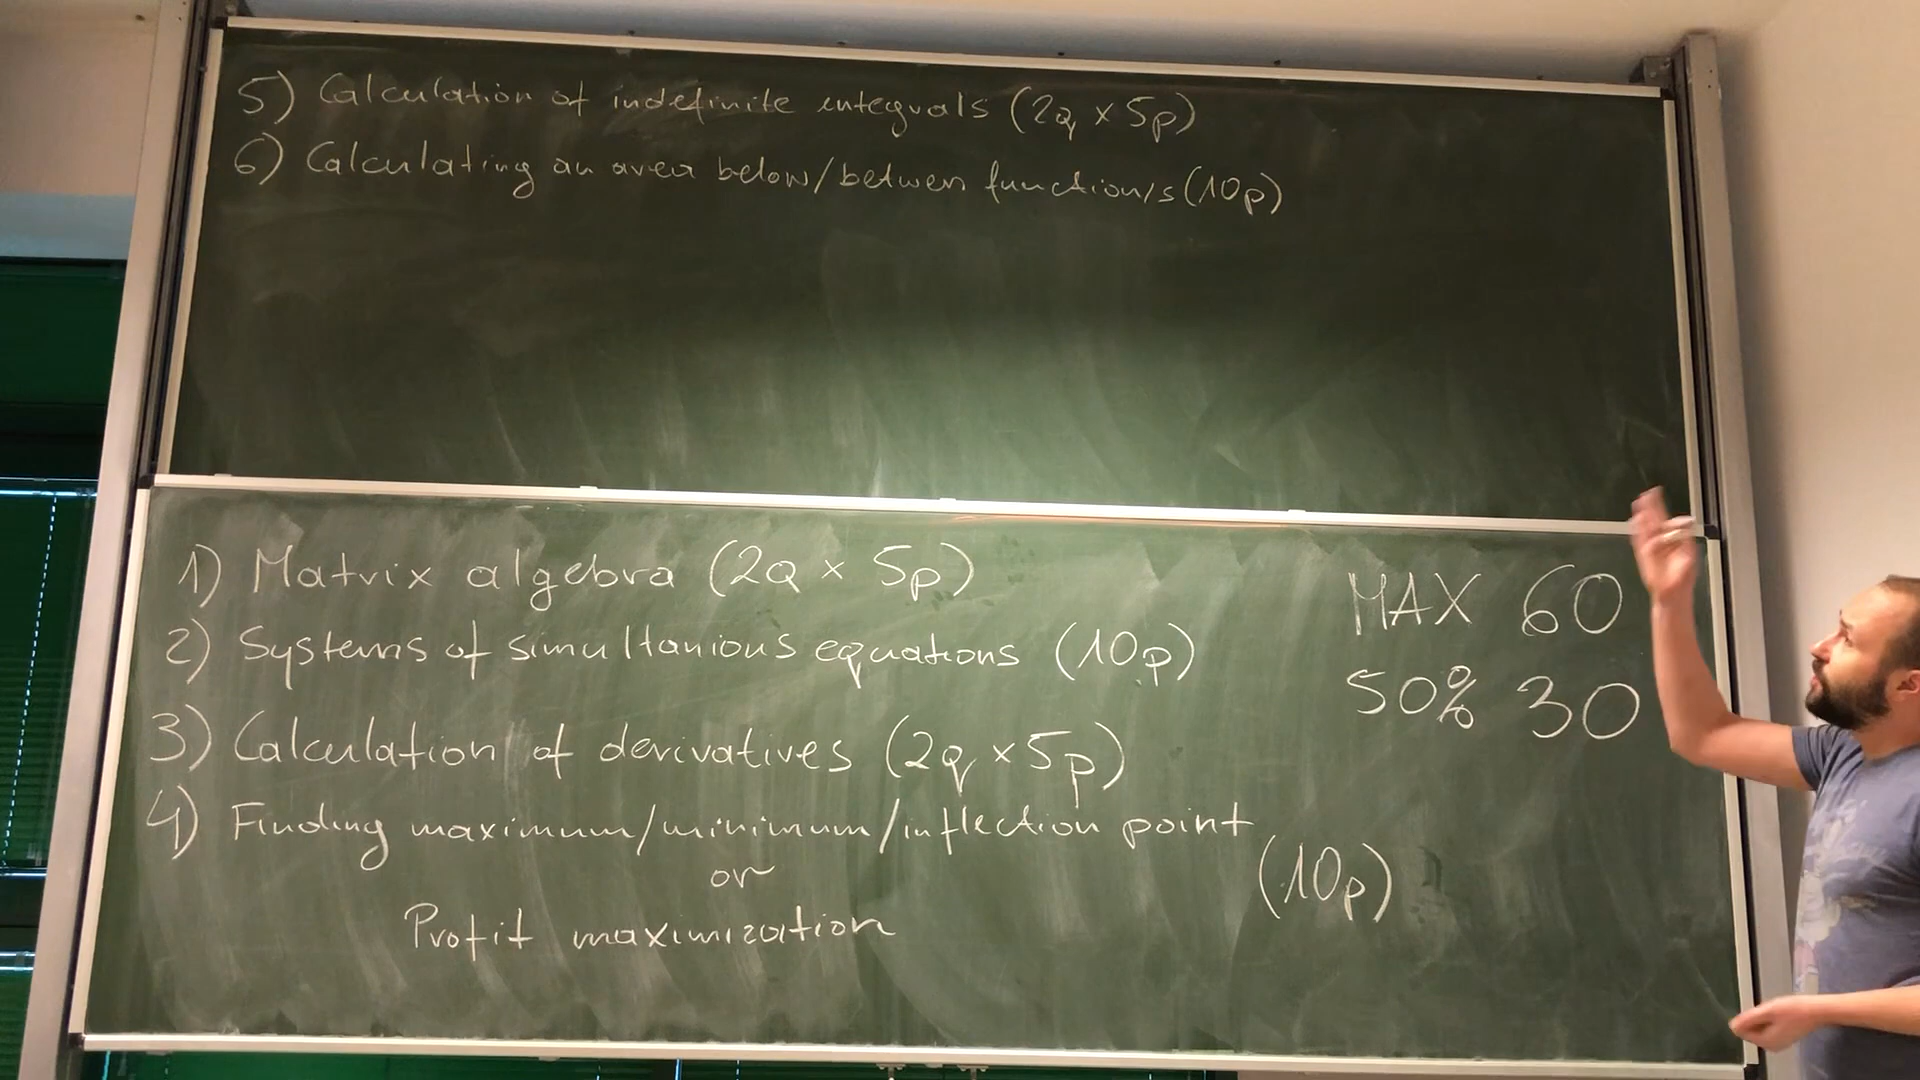 5) Calculation of indefinite integrals (2q x 5p)
6) Calculating an area below/betwen function/s (10p)
1) Matrix algebra (2Q x 5p)
2) Systems of simultanious equations (10p)
3) Calculation of derivatives (2q x 5p)
4) Finding maximum/minimum/inflection point
or
(10p)
Profit maximization
MAX 60
50% 30